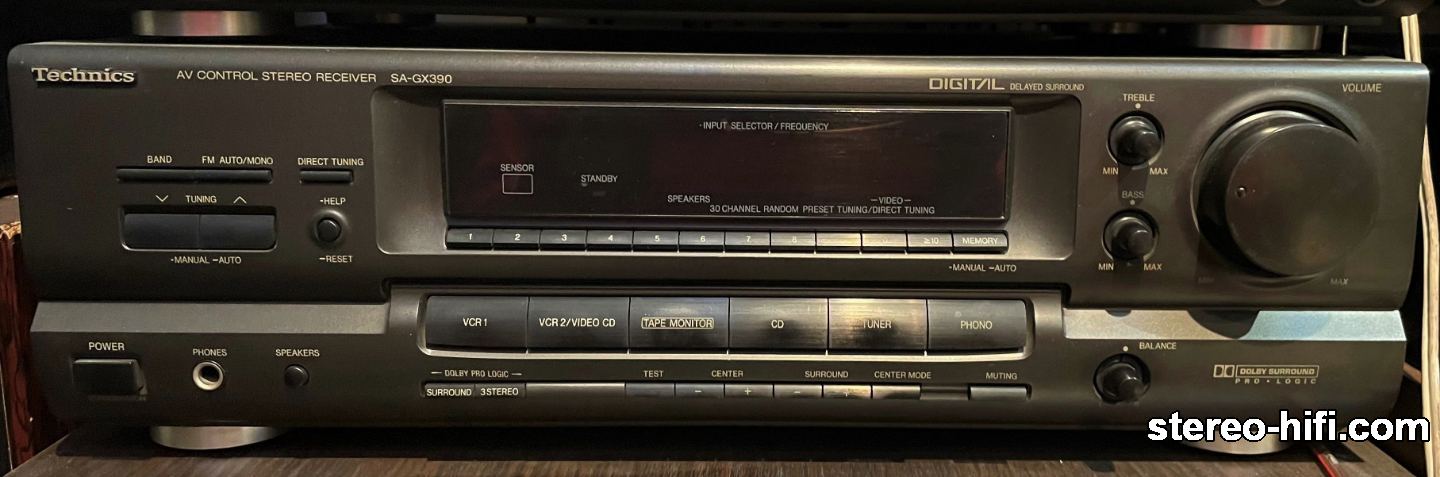 Technics
AV CONTROL STEREO RECEIVER SA-GX390
DIGITAL DELAYED SURROUND
VOLUME
TREBLE
MIN MAX
BASS
MIN MAX
MIN MAX
-INPUT SELECTOR/FREQUENCY
SENSOR
STANDBY
SPEAKERS
-VIDEO-
30 CHANNEL RANDOM PRESET TUNING/DIRECT TUNING
BAND FM AUTO/MONO DIRECT TUNING
TUNING
-HELP
-MANUAL -AUTO
-RESET
1 2 3 4 5 6 7 8 ≥10 MEMORY
-MANUAL -AUTO
VCR 1 VCR 2/VIDEO CD TAPE MONITOR CD TUNER PHONO
POWER
PHONES
SPEAKERS
DOLBY PRO LOGIC
SURROUND 3 STEREO
TEST CENTER SURROUND CENTER MODE MUTING
- + - +
BALANCE
DOLBY SURROUND
PRO • LOGIC
stereo-hifi.com